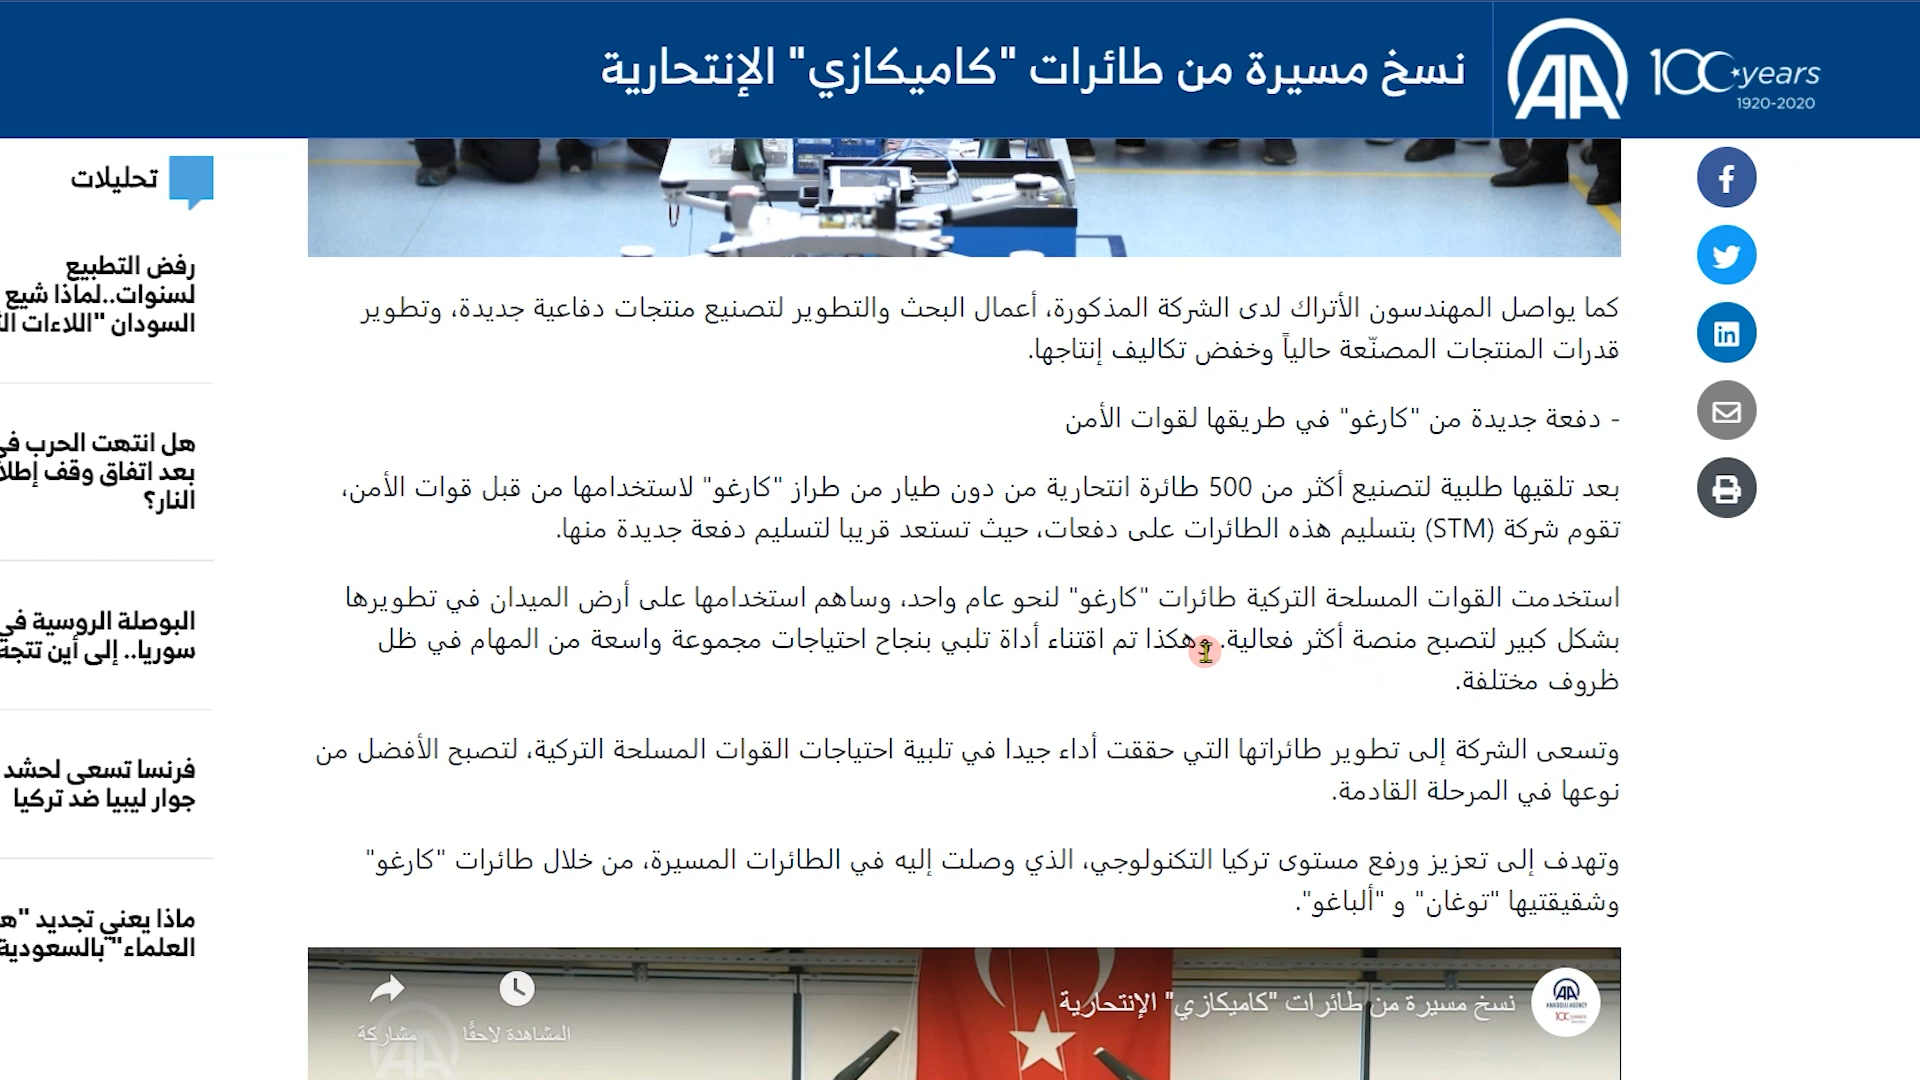 نسخ مسيرة من طائرات "كاميكازي" الإنتحارية
AA
100 years
1920-2020
كما يواصل المهندسون الأتراك لدى الشركة المذكورة، أعمال البحث والتطوير لتصنيع منتجات دفاعية جديدة، وتطوير
قدرات المنتجات المصنّعة حالياً وخفض تكاليف إنتاجها.
- دفعة جديدة من "كارغو" في طريقها لقوات الأمن
بعد تلقيها طلبية لتصنيع أكثر من 500 طائرة انتحارية من دون طيار من طراز "كارغو" لاستخدامها من قبل قوات الأمن،
تقوم شركة (STM) بتسليم هذه الطائرات على دفعات، حيث تستعد قريبا لتسليم دفعة جديدة منها.
استخدمت القوات المسلحة التركية طائرات "كارغو" لنحو عام واحد، وساهم استخدامها على أرض الميدان في تطويرها
بشكل كبير لتصبح منصة أكثر فعالية. وهكذا تم اقتناء أداة تلبي بنجاح احتياجات مجموعة واسعة من المهام في ظل
ظروف مختلفة.
وتسعى الشركة إلى تطوير طائراتها التي حققت أداء جيدا في تلبية احتياجات القوات المسلحة التركية، لتصبح الأفضل من
نوعها في المرحلة القادمة.
وتهدف إلى تعزيز ورفع مستوى تركيا التكنولوجي، الذي وصلت إليه في الطائرات المسيرة، من خلال طائرات "كارغو"
وشقيقتيها "توغان" و "ألباغو".
نسخ مسيرة من طائرات "كاميكازي" الإنتحارية
المشاهدة لاحقًا
مشاركة
AA
ANADOLU AGENCY
تحليلات
رفض التطبيع
لسنوات..لماذا شيع
السودان "اللاءات
هل انتهت الحرب في
بعد اتفاق وقف
النار؟
البوصلة الروسية في
سوريا.. إلى أين
فرنسا تسعى لحشد
جوار ليبيا ضد تركيا
ماذا يعني تجديد
العلماء" بالسعودية